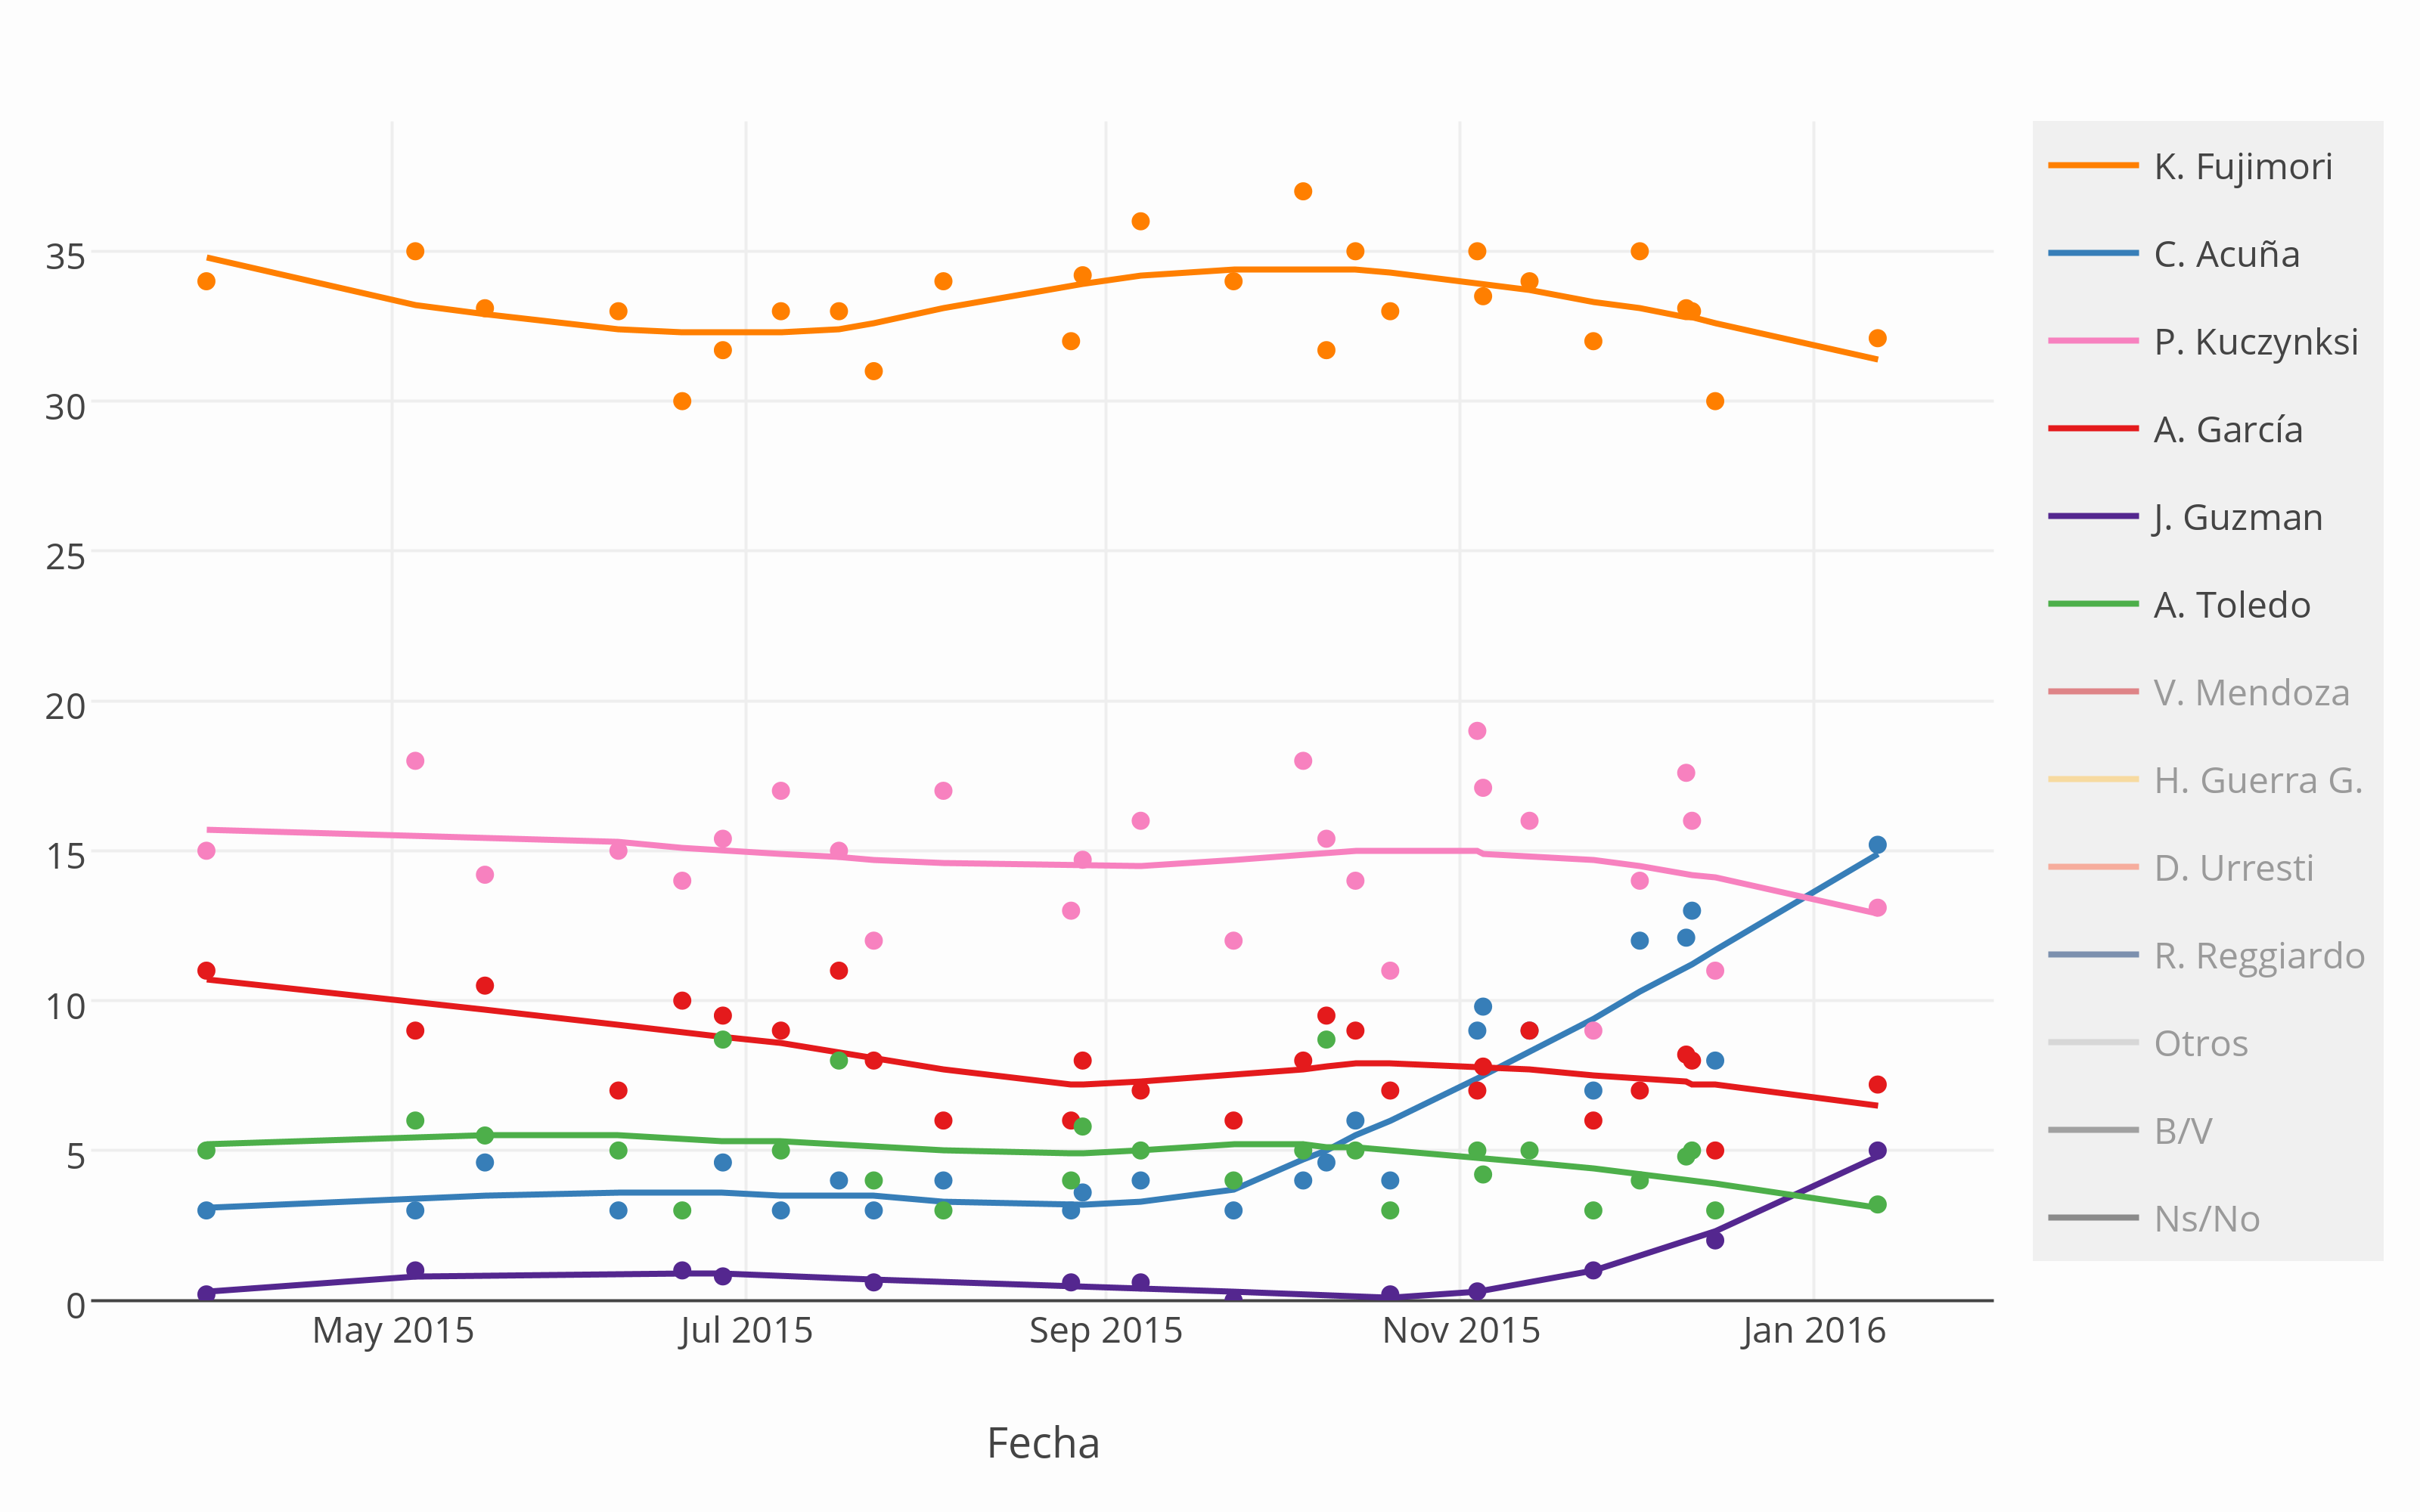 35
30
25
20
15
10
5
0
May 2015
Jul 2015
Sep 2015
Nov 2015
Jan 2016
Fecha
K. Fujimori
C. Acuña
P. Kuczynksi
A. García
J. Guzman
A. Toledo
V. Mendoza
H. Guerra G.
D. Urresti
R. Reggiardo
Otros
B/V
Ns/No